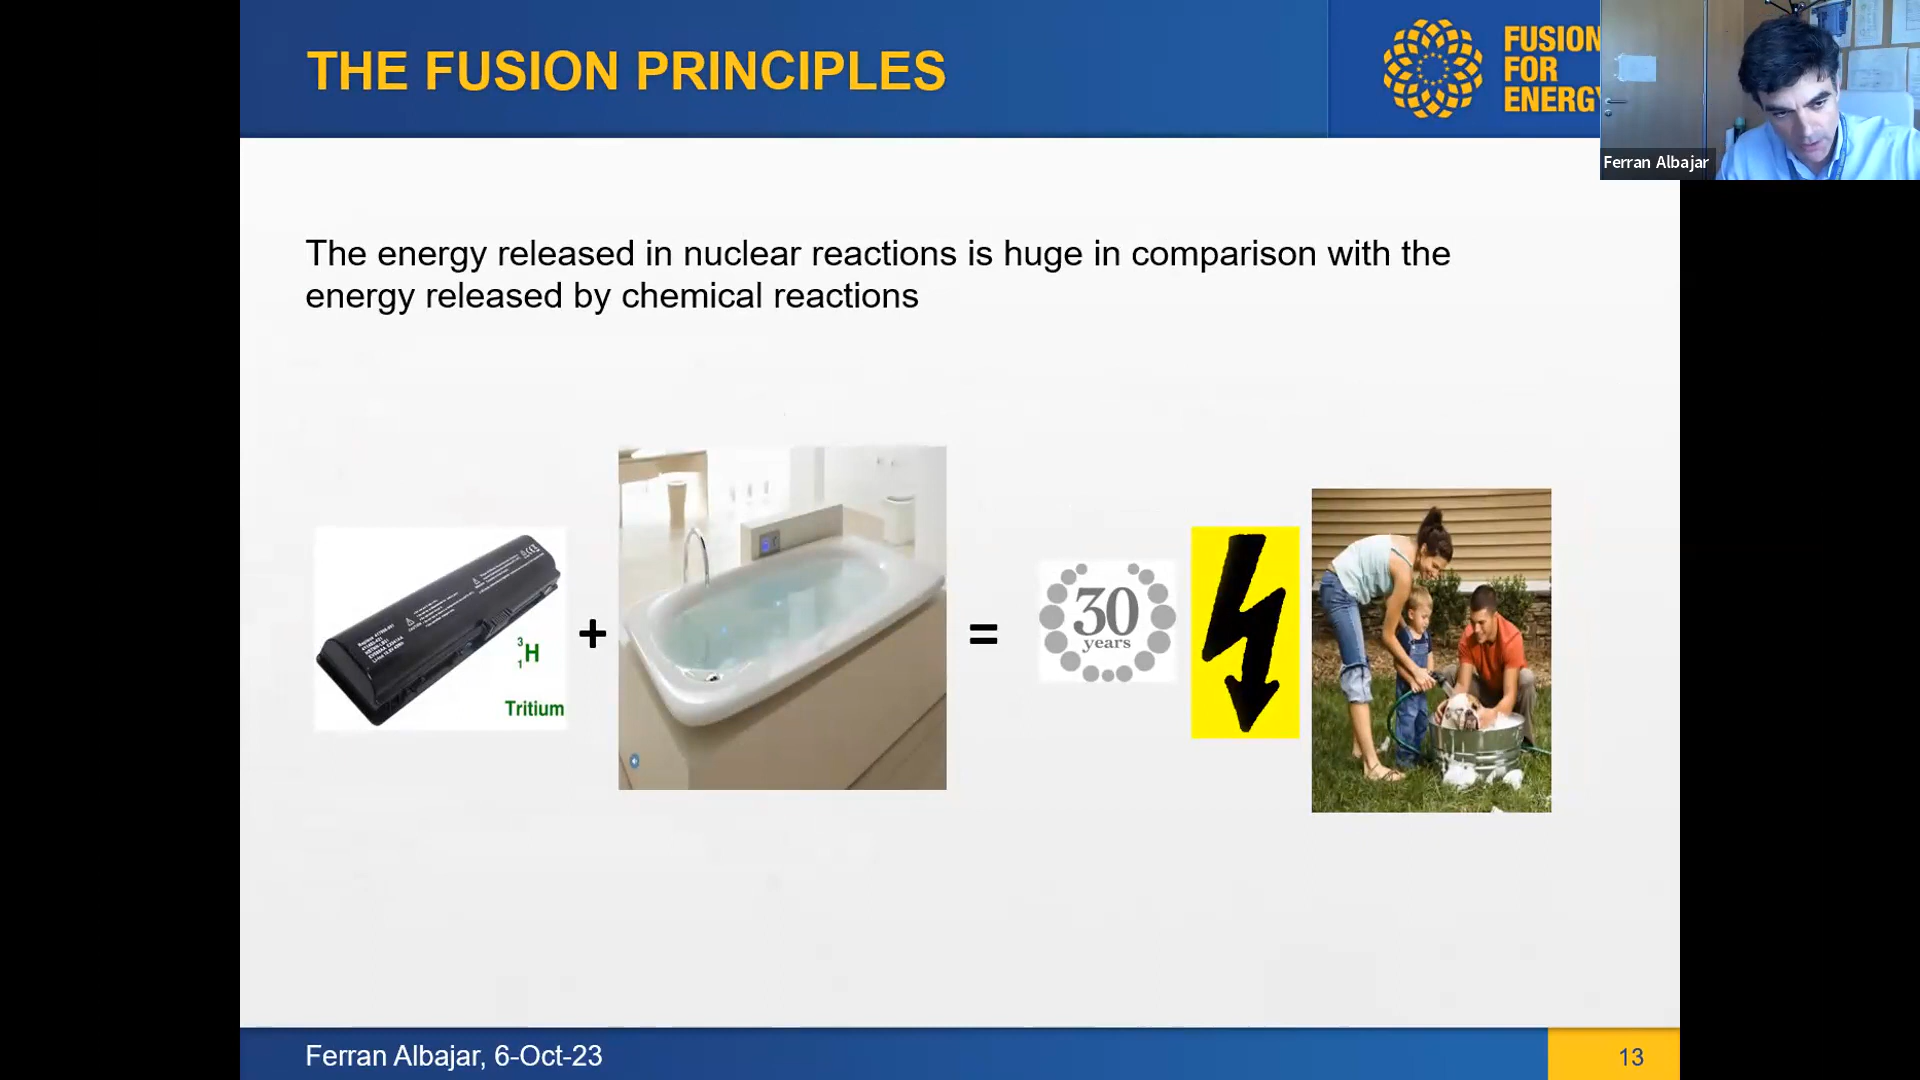 THE FUSION PRINCIPLES
FUSION
FOR
ENERGY
Ferran Albajar
The energy released in nuclear reactions is huge in comparison with the
energy released by chemical reactions
3
1
H
Tritium
+
=
30
years
Ferran Albajar, 6-Oct-23
13